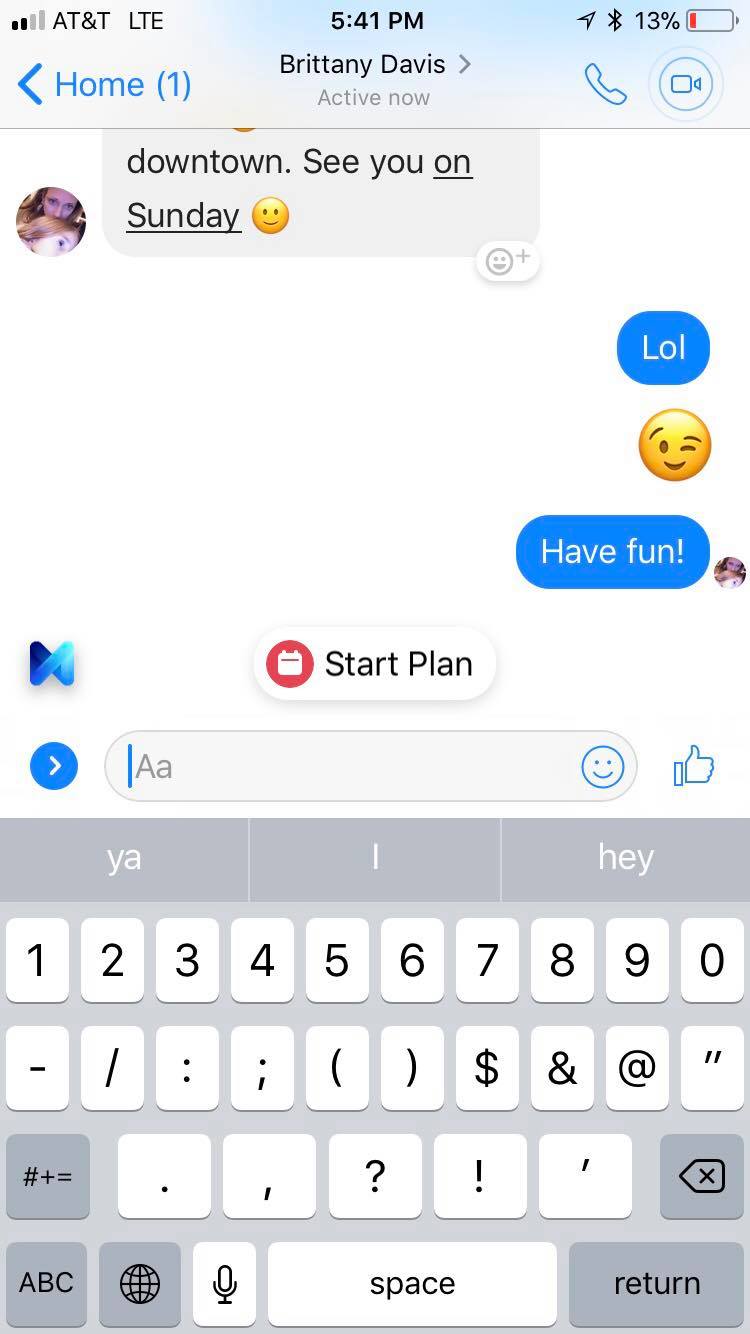 AT&T LTE 5:41 PM 13%
Home (1) Brittany Davis
Active now
downtown. See you on
Sunday
Lol
Have fun!
Start Plan
Aa
ya I hey
1 2 3 4 5 6 7 8 9 0
- / : ; ( ) $ & @ "
#+= . , ? ! '
ABC space return